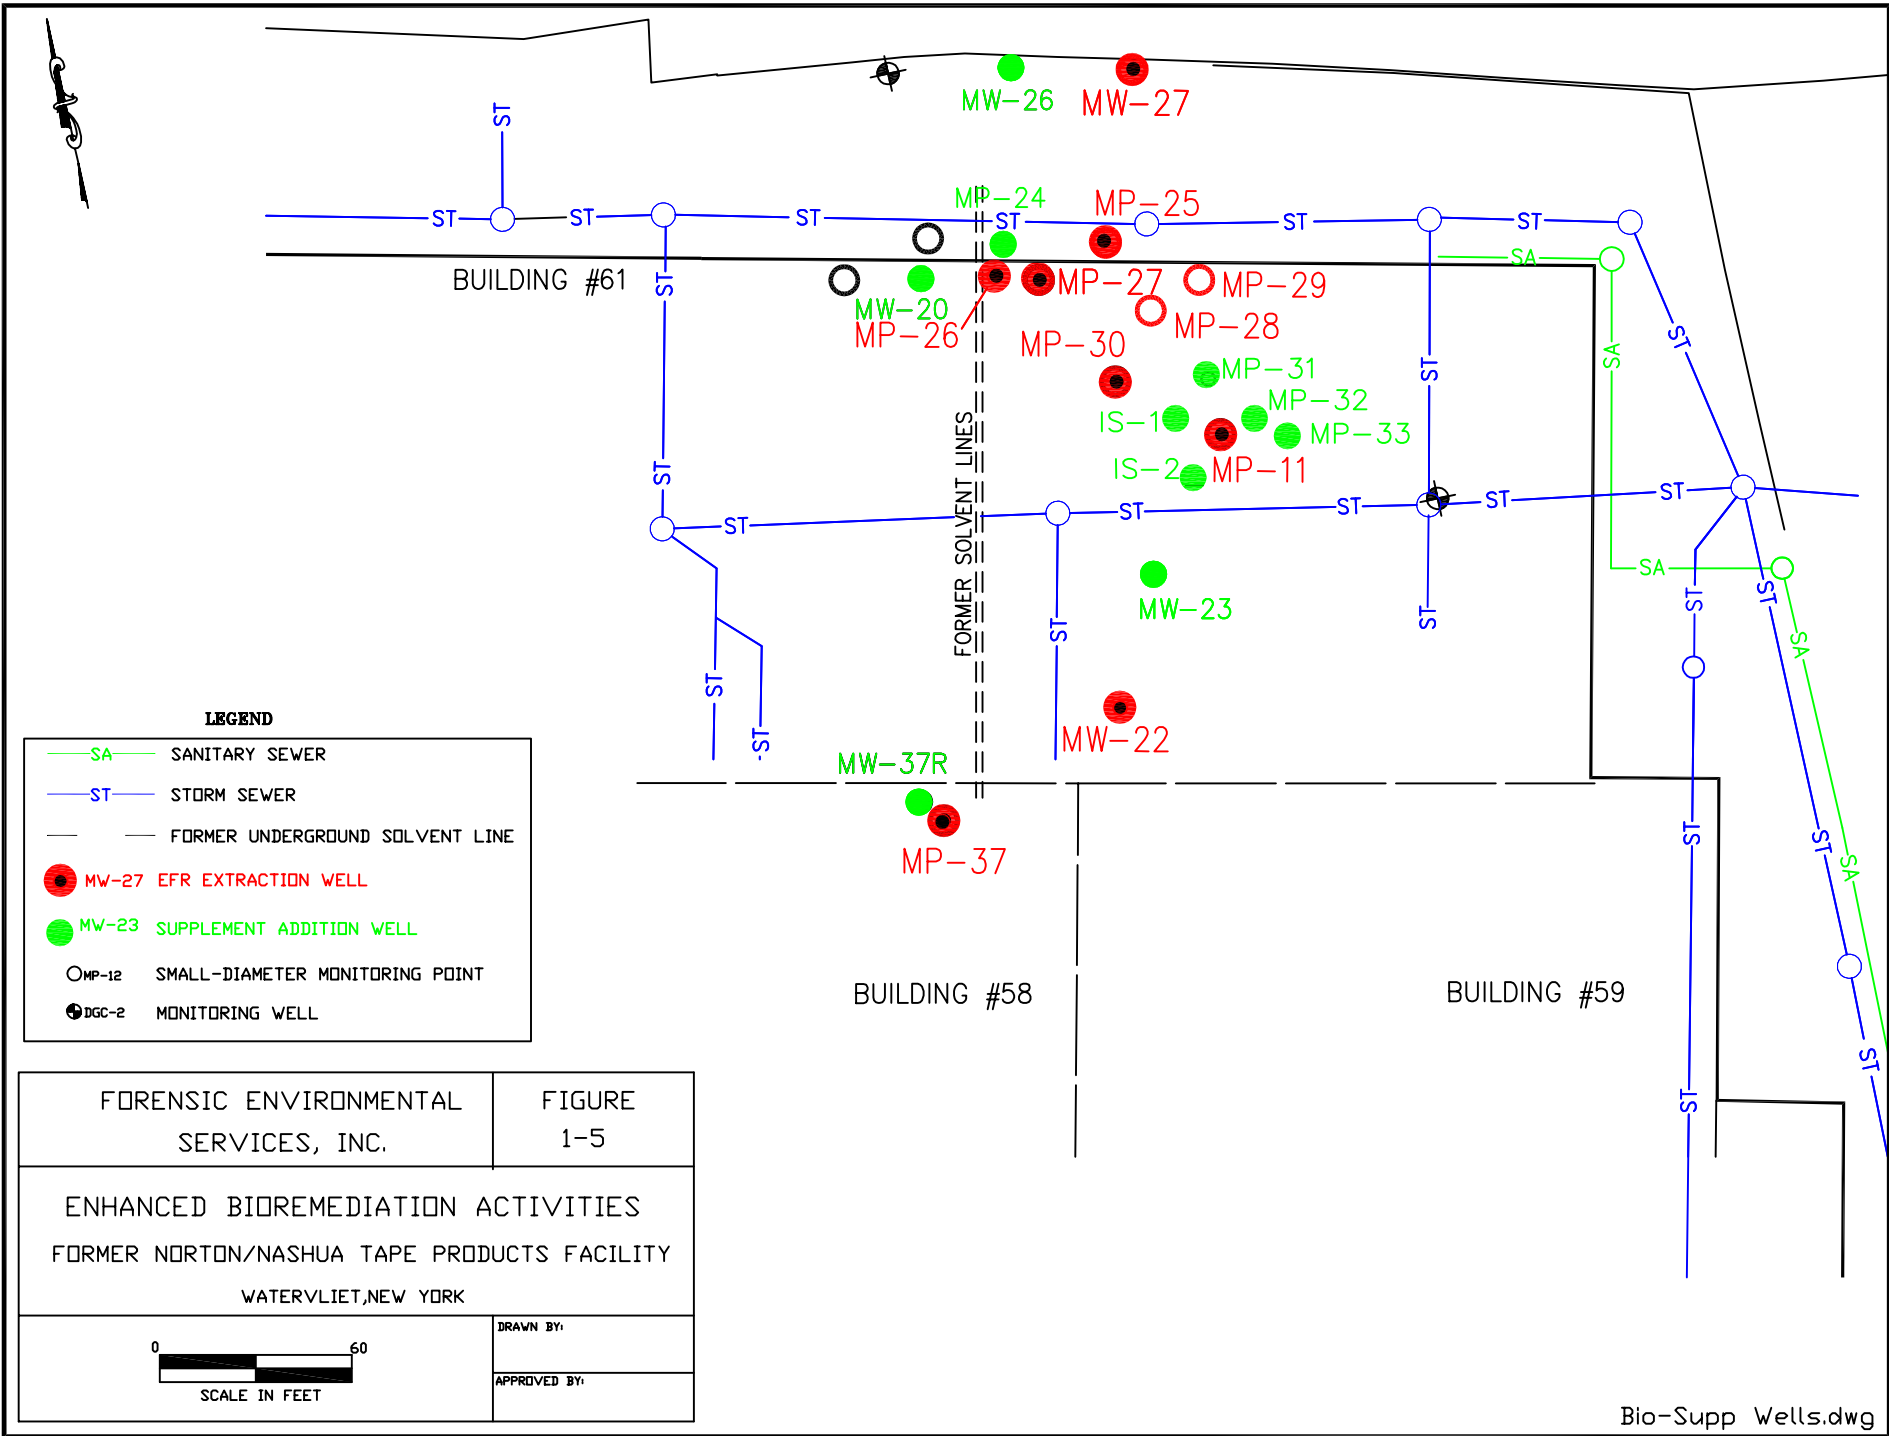 MW-26
MW-27
ST
MP-24
MP-25
ST
ST
ST
ST
ST
ST
SA
BUILDING #61
ST
MW-20
MP-26
MP-27
MP-29
MP-28
MP-30
ST
ST
SA
MP-31
MP-32
IS-1
MP-33
IS-2
MP-11
FORMER SOLVENT LINES
ST
ST
ST
ST
ST
ST
SA
MW-23
ST
ST
ST
ST
SA
ST
ST
MW-22
MW-37R
MP-37
ST
ST
SA
BUILDING #58
BUILDING #59
ST
ST
LEGEND
SA SANITARY SEWER
ST STORM SEWER
FORMER UNDERGROUND SOLVENT LINE
MW-27 EFR EXTRACTION WELL
MW-23 SUPPLEMENT ADDITION WELL
MP-12 SMALL-DIAMETER MONITORING POINT
DGC-2 MONITORING WELL
FORENSIC ENVIRONMENTAL
SERVICES, INC.
FIGURE
1-5
ENHANCED BIOREMEDIATION ACTIVITIES
FORMER NORTON/NASHUA TAPE PRODUCTS FACILITY
WATERVLIET,NEW YORK
0 60
SCALE IN FEET
DRAWN BY:
APPROVED BY:
Bio-Supp Wells.dwg